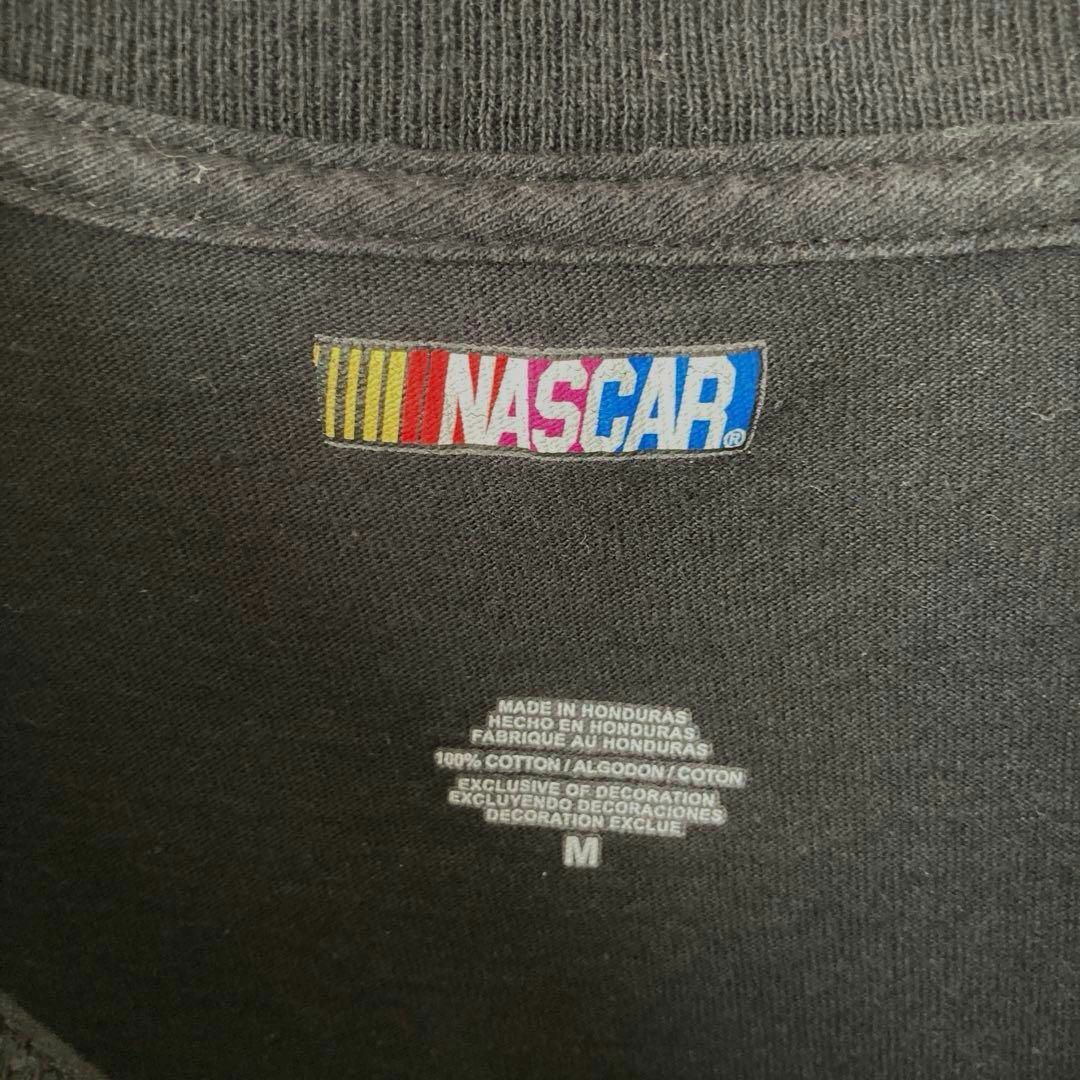 NASCAR®
MADE IN HONDURAS
HECHO EN HONDURAS
FABRIQUE AU HONDURAS
100% COTTON / ALGODON / COTON
EXCLUSIVE OF DECORATION
EXCLUYENDO DECORACIONES
DECORATION EXCLUE
M